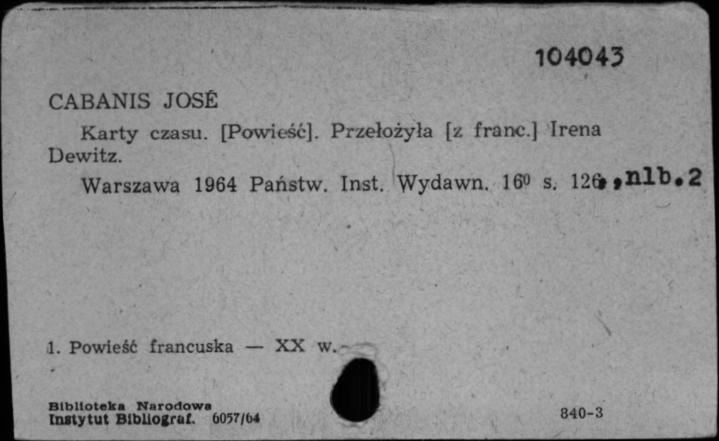 104043
CABANIS JOSÉ
Karty czasu. [Powieść]. Przełożyła [z franc.] Irena
Dewitz.
Warszawa 1964 Państw. Inst. Wydawn. 16⁰ s. 126, nlb.2
1. Powieść francuska — XX w.
Biblioteka Narodowa
Instytut Bibliograf. 6057/64
840-3